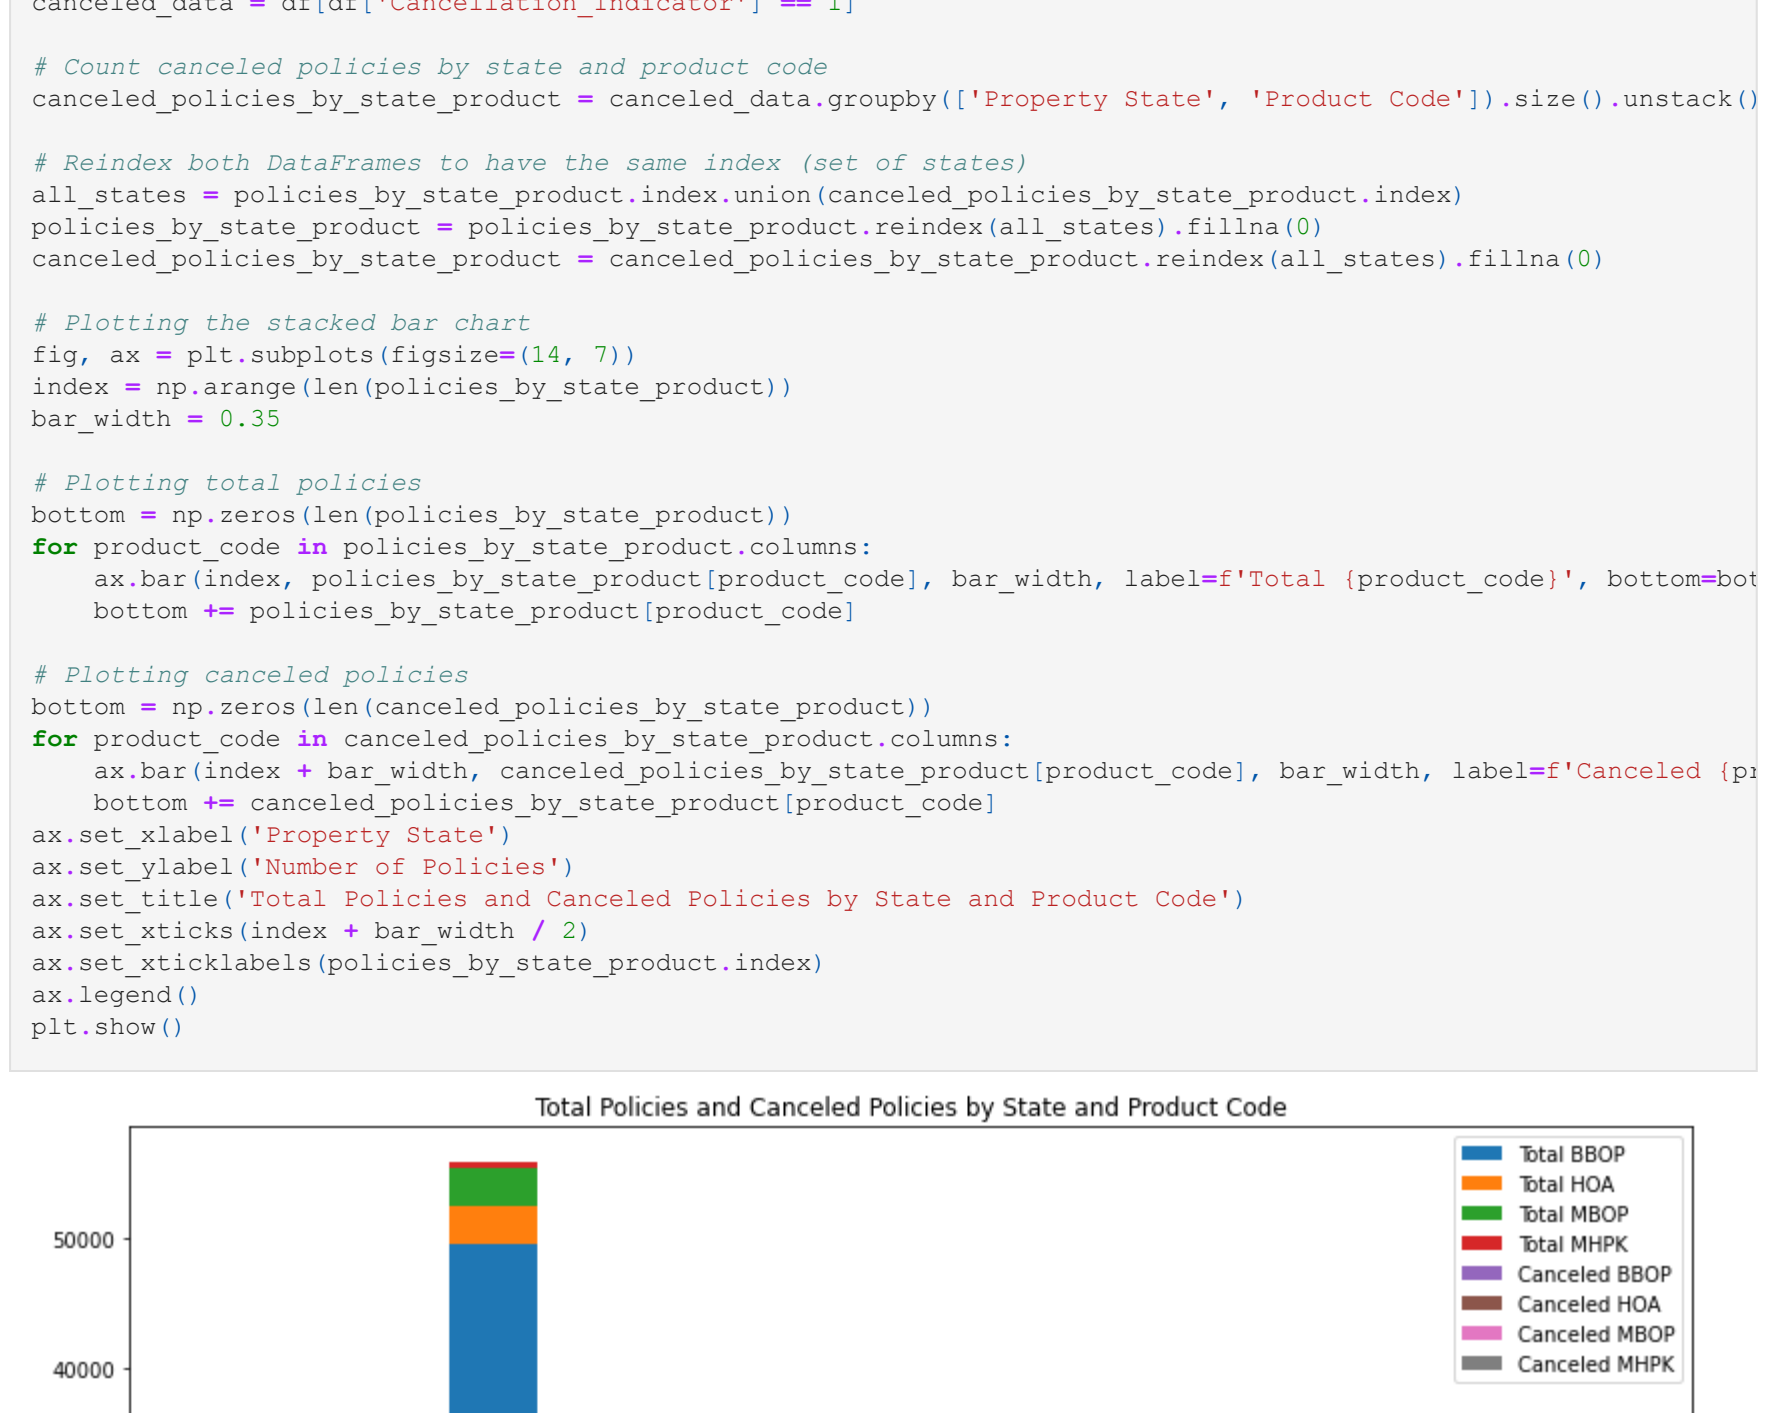 canceled_data = df[df['Cancellation_Indicator'] == 1]
# Count canceled policies by state and product code
canceled_policies_by_state_product = canceled_data.groupby(['Property State', 'Product Code']).size().unstack()
# Reindex both DataFrames to have the same index (set of states)
all_states = policies_by_state_product.index.union(canceled_policies_by_state_product.index)
policies_by_state_product = policies_by_state_product.reindex(all_states).fillna(0)
canceled_policies_by_state_product = canceled_policies_by_state_product.reindex(all_states).fillna(0)
# Plotting the stacked bar chart
fig, ax = plt.subplots(figsize=(14, 7))
index = np.arange(len(policies_by_state_product))
bar_width = 0.35
# Plotting total policies
bottom = np.zeros(len(policies_by_state_product))
for product_code in policies_by_state_product.columns:
    ax.bar(index, policies_by_state_product[product_code], bar_width, label=f'Total {product_code}', bottom=bot
    bottom += policies_by_state_product[product_code]
# Plotting canceled policies
bottom = np.zeros(len(canceled_policies_by_state_product))
for product_code in canceled_policies_by_state_product.columns:
    ax.bar(index + bar_width, canceled_policies_by_state_product[product_code], bar_width, label=f'Canceled {pr
    bottom += canceled_policies_by_state_product[product_code]
ax.set_xlabel('Property State')
ax.set_ylabel('Number of Policies')
ax.set_title('Total Policies and Canceled Policies by State and Product Code')
ax.set_xticks(index + bar_width / 2)
ax.set_xticklabels(policies_by_state_product.index)
ax.legend()
plt.show()
Total Policies and Canceled Policies by State and Product Code
Total BBOP
Total HOA
Total MBOP
Total MHPK
Canceled BBOP
Canceled HOA
Canceled MBOP
Canceled MHPK
50000
40000